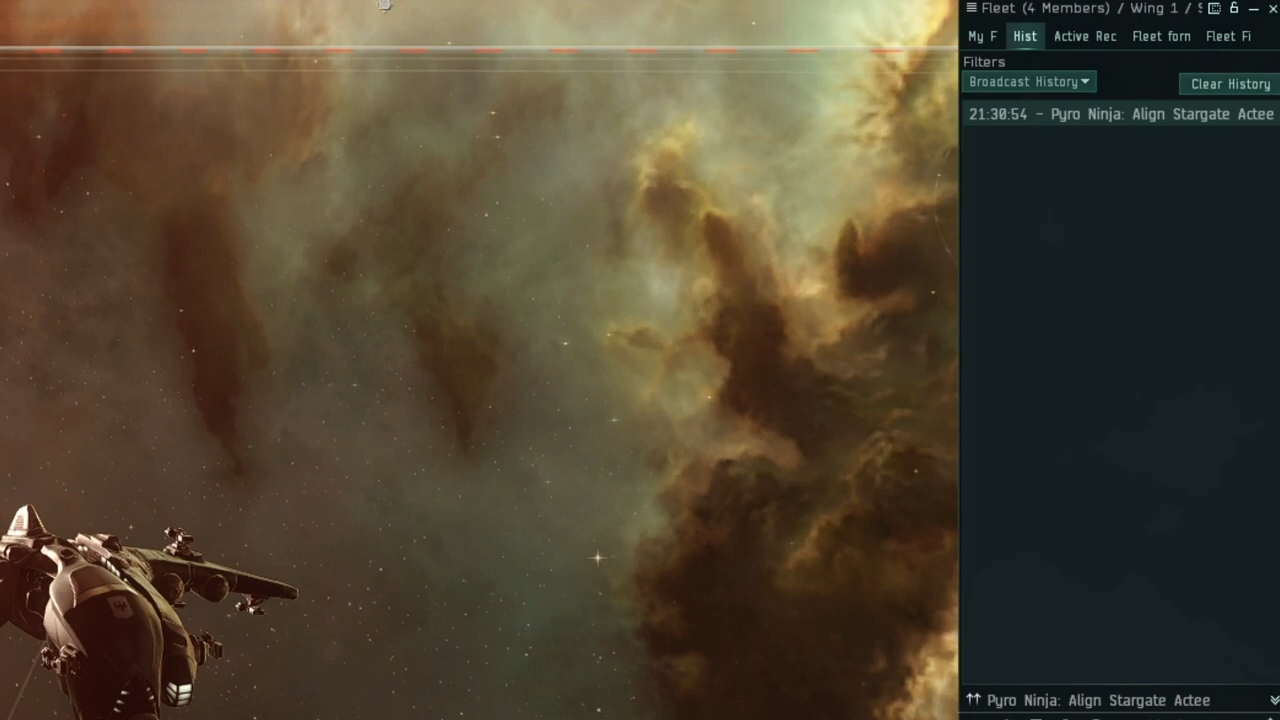 Fleet (4 Members) / Wing 1 / S
My F Hist Active Rec Fleet forn Fleet Fi
Filters
Broadcast History
Clear History
21:30:54 - Pyro Ninja: Align Stargate Actee
Pyro Ninja: Align Stargate Actee